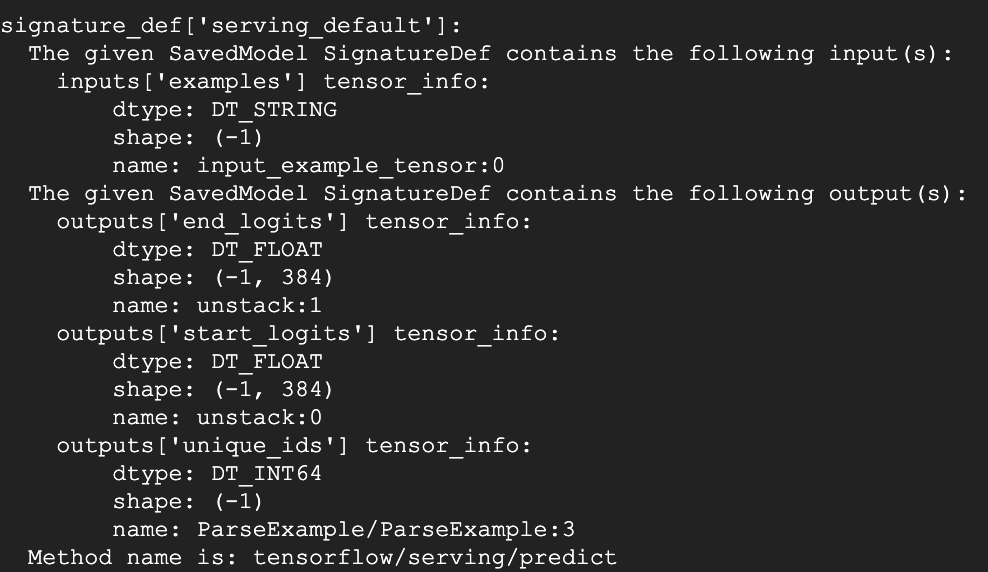 signature_def['serving_default']:
  The given SavedModel SignatureDef contains the following input(s):
    inputs['examples'] tensor_info:
        dtype: DT_STRING
        shape: (-1)
        name: input_example_tensor:0
  The given SavedModel SignatureDef contains the following output(s):
    outputs['end_logits'] tensor_info:
        dtype: DT_FLOAT
        shape: (-1, 384)
        name: unstack:1
    outputs['start_logits'] tensor_info:
        dtype: DT_FLOAT
        shape: (-1, 384)
        name: unstack:0
    outputs['unique_ids'] tensor_info:
        dtype: DT_INT64
        shape: (-1)
        name: ParseExample/ParseExample:3
  Method name is: tensorflow/serving/predict